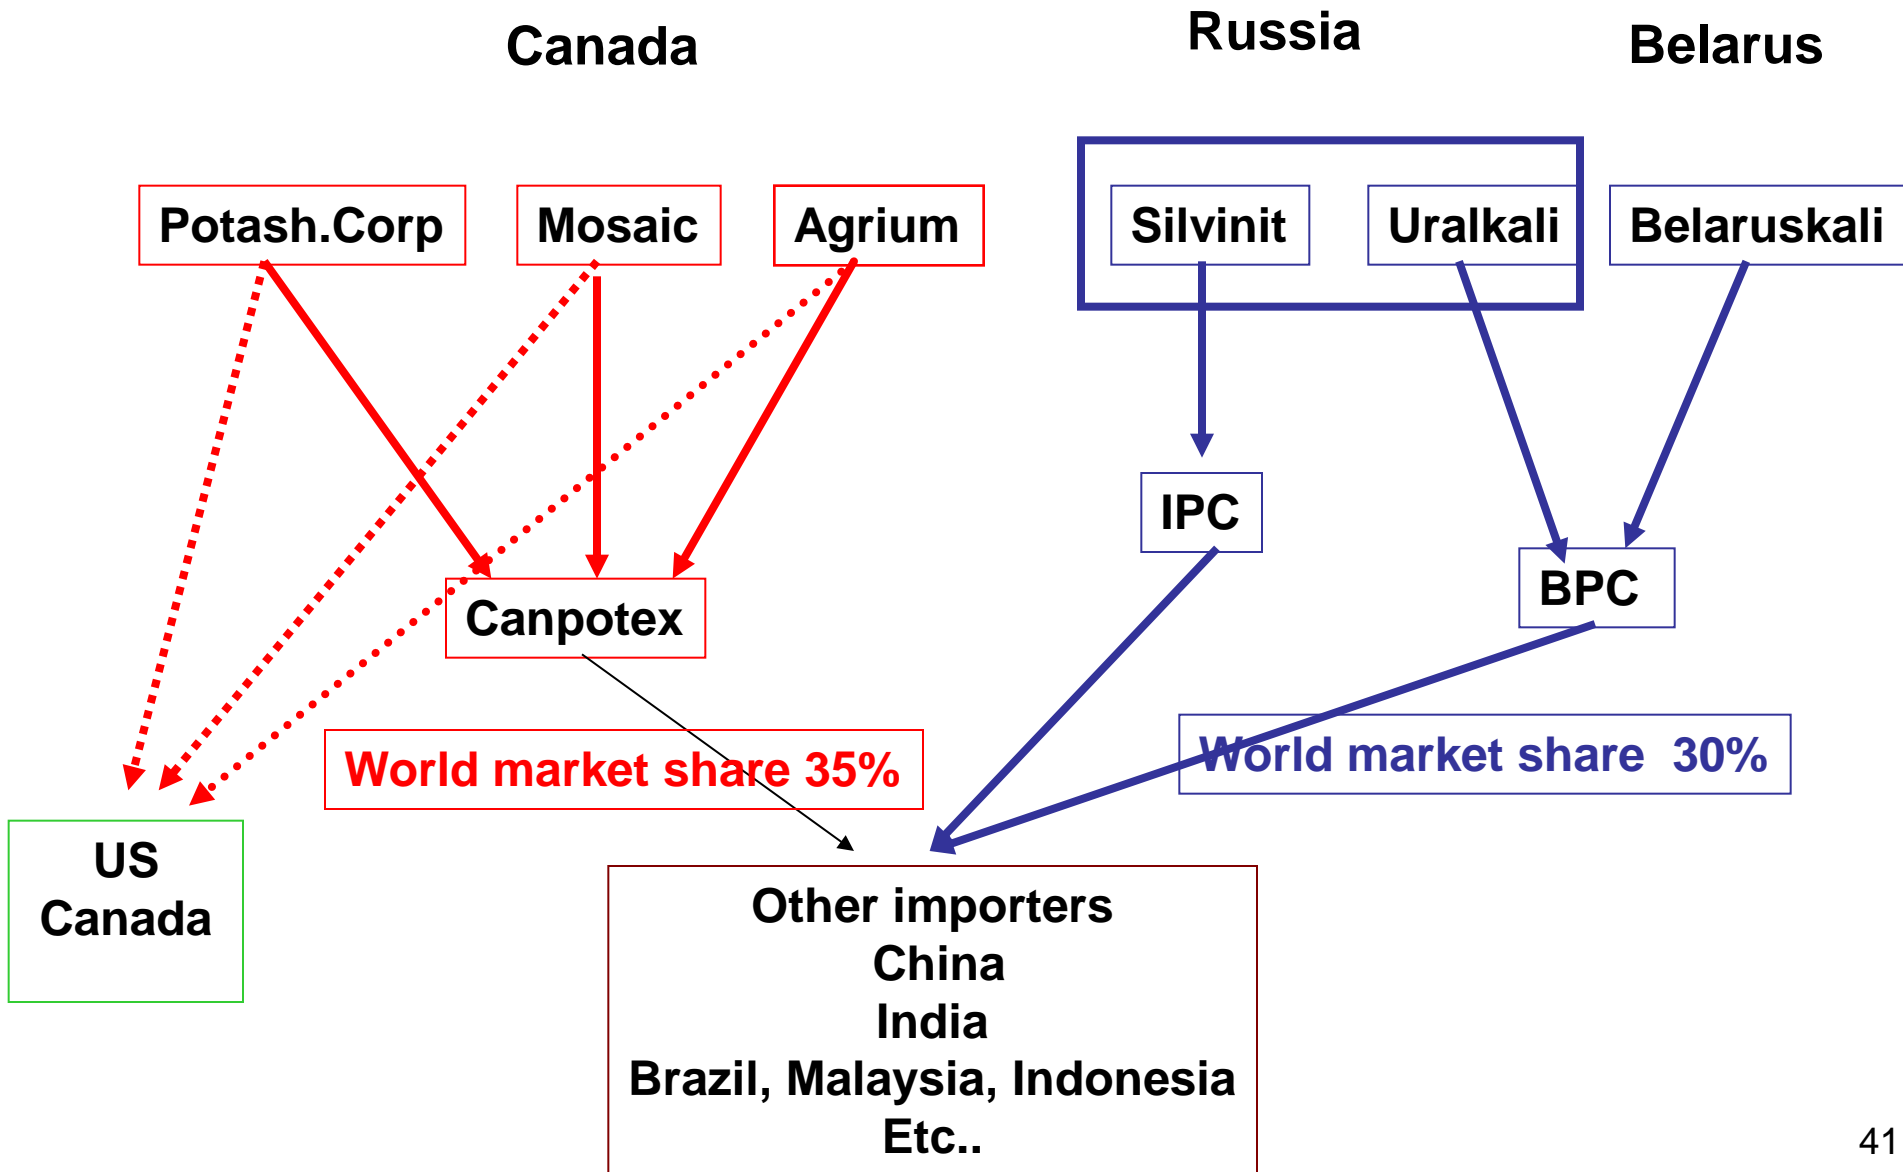 Canada
Russia
Belarus
Potash.Corp
Mosaic
Agrium
Silvinit
Uralkali
Belaruskali
IPC
BPC
Canpotex
World market share 35%
World market share 30%
US
Canada
Other importers
China
India
Brazil, Malaysia, Indonesia
Etc..
41